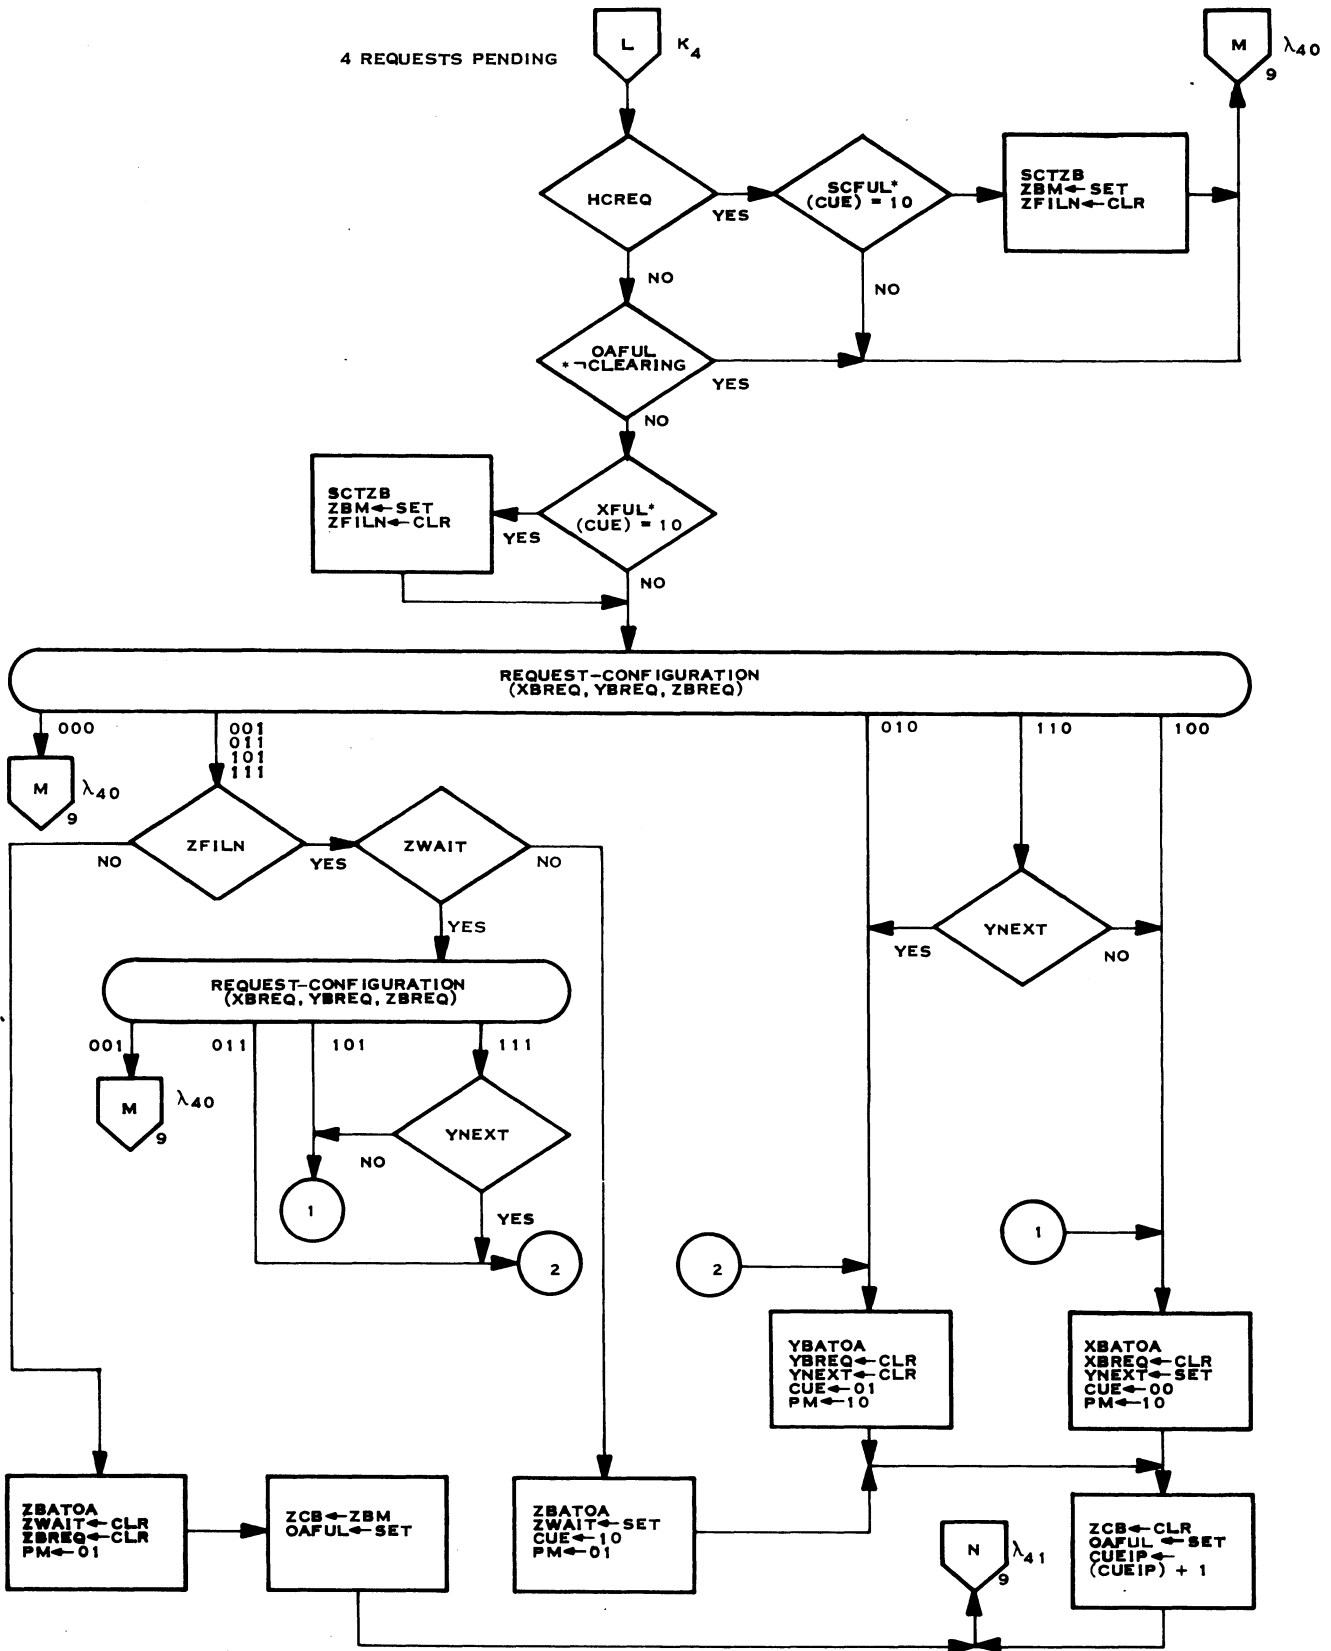 4 REQUESTS PENDING
L
K4
M
λ40
9
HCREQ
YES
SCFUL*
(CUE) = 10
SCTZB
ZBM←SET
ZFILN←CLR
NO
NO
OAFUL
*¬CLEARING
YES
NO
SCTZB
ZBM←SET
ZFILN←CLR
YES
XFUL*
(CUE) = 10
NO
REQUEST-CONFIGURATION
(XBREQ, YBREQ, ZBREQ)
000
001
011
101
111
010
110
100
M
λ40
9
ZFILN
NO
YES
ZWAIT
NO
YES
YNEXT
YES
NO
REQUEST-CONFIGURATION
(XBREQ, YBREQ, ZBREQ)
001
011
101
111
M
λ40
9
YNEXT
NO
YES
1
2
2
1
YBATOA
YBREQ←CLR
YNEXT←CLR
CUE←01
PM←10
XBATOA
XBREQ←CLR
YNEXT←SET
CUE←00
PM←10
ZBATOA
ZWAIT←CLR
ZBREQ←CLR
PM←01
ZCB←ZBM
OAFUL←SET
ZBATOA
ZWAIT←SET
CUE←10
PM←01
N
λ41
9
ZCB←CLR
OAFUL←SET
CUEIP←
(CUEIP) + 1